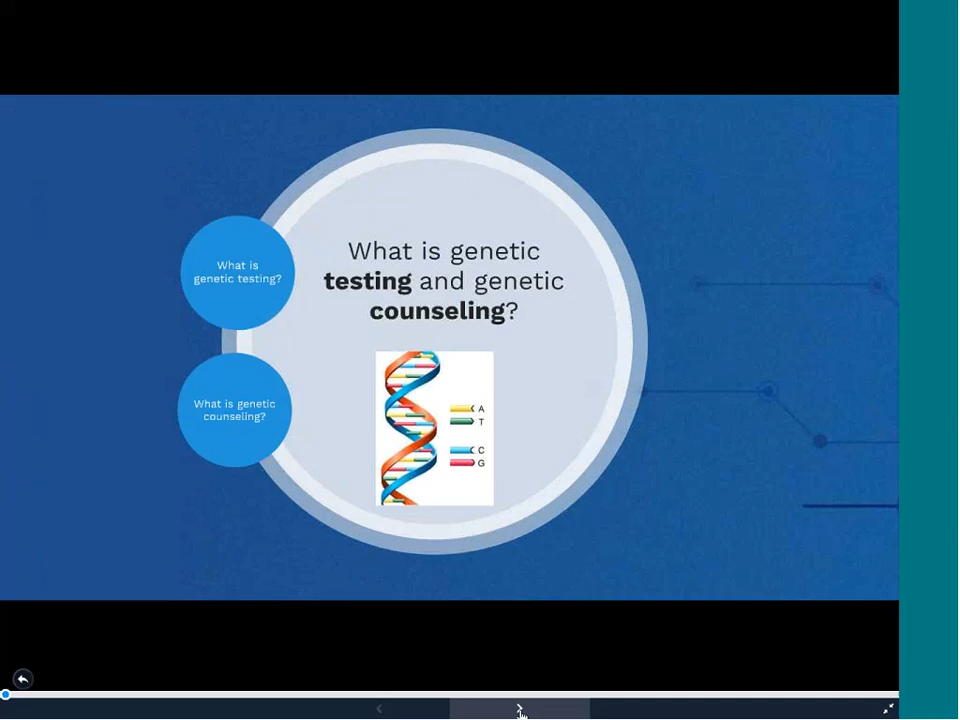 What is genetic
testing and genetic
counseling?
What is
genetic testing?
What is genetic
counseling?
A
T
C
G